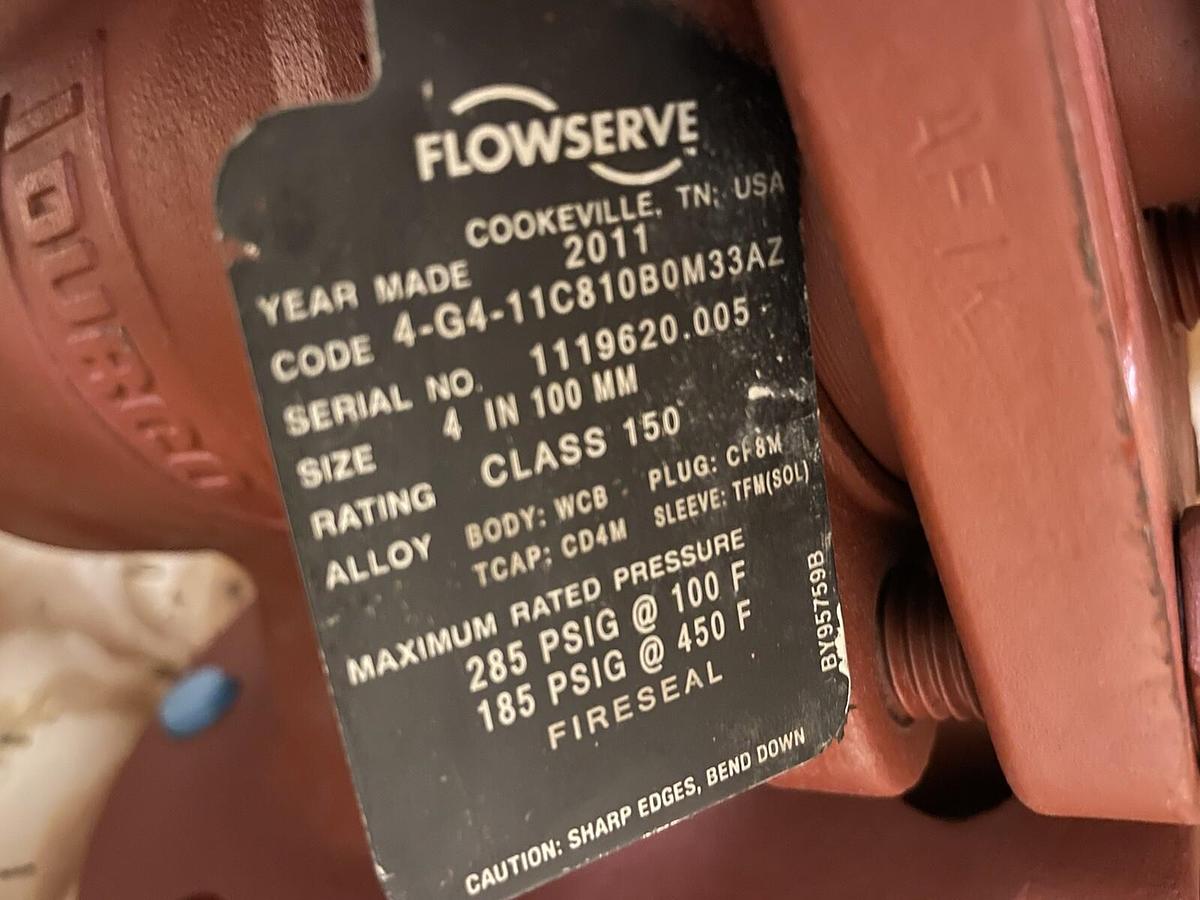 FLOWSERVE
COOKEVILLE, TN; USA
YEAR MADE 2011
CODE 4-G4-11C810B0M33AZ
SERIAL NO. 1119620.005
SIZE 4 IN 100 MM
RATING CLASS 150
ALLOY BODY: WCB PLUG: CF8M
TCAP: CD4M SLEEVE: TFM(SOL)
MAXIMUM RATED PRESSURE
285 PSIG @ 100 F
185 PSIG @ 450 F
FIRESEAL
BY95759B
CAUTION: SHARP EDGES, BEND DOWN